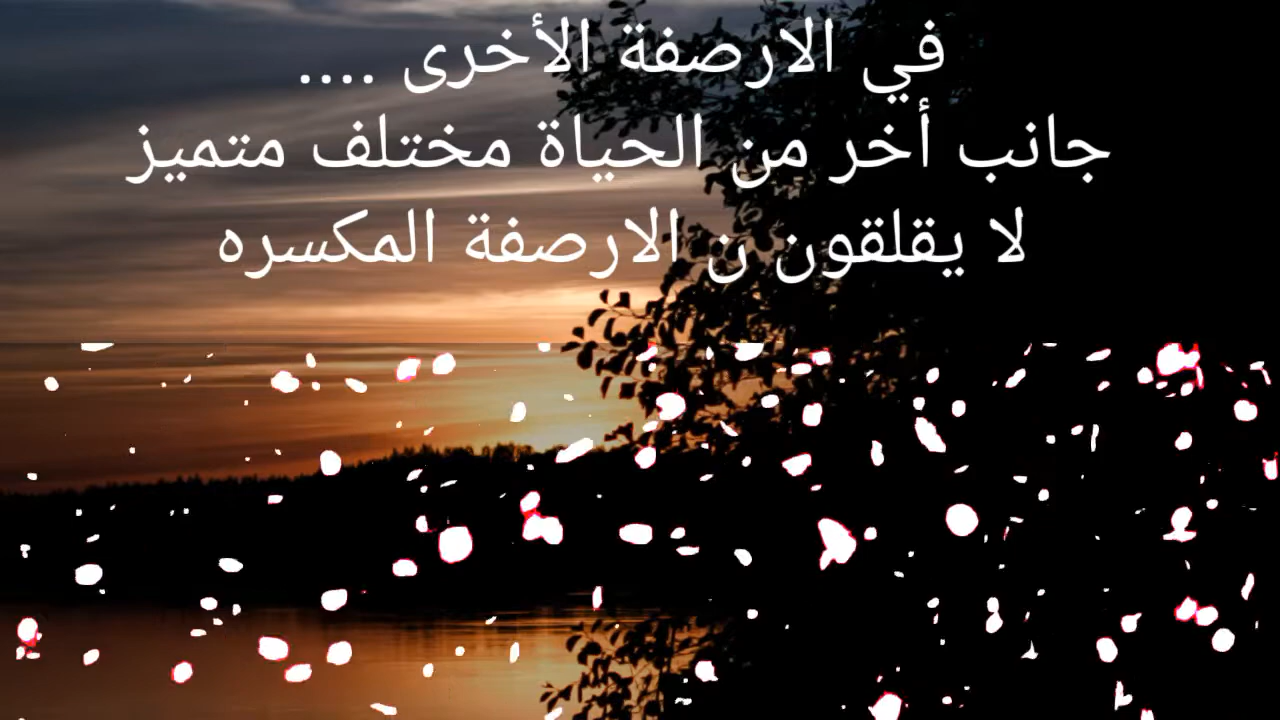 في الارصفة الأخرى ....
جانب أخر من الحياة مختلف متميز
لا يقلقون ن الارصفة المكسره